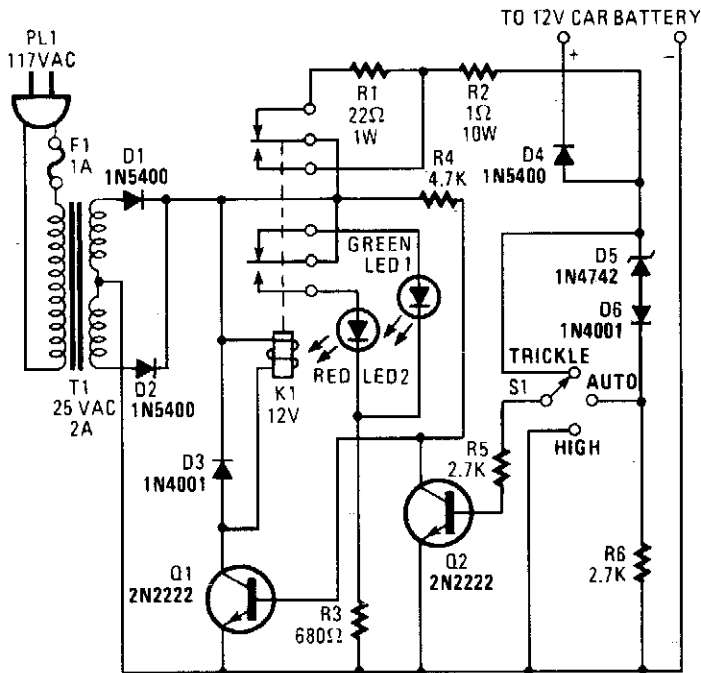 TO 12V CAR BATTERY
+
-
PL1
117VAC
F1
1A
D1
1N5400
R1
22Ω
1W
R2
1Ω
10W
R4
4.7K
D4
1N5400
GREEN
LED1
D5
1N4742
D6
1N4001
TRICKLE
S1
AUTO
HIGH
T1
25 VAC
2A
D2
1N5400
K1
12V
RED LED2
D3
1N4001
R5
2.7K
Q1
2N2222
Q2
2N2222
R3
680Ω
R6
2.7K